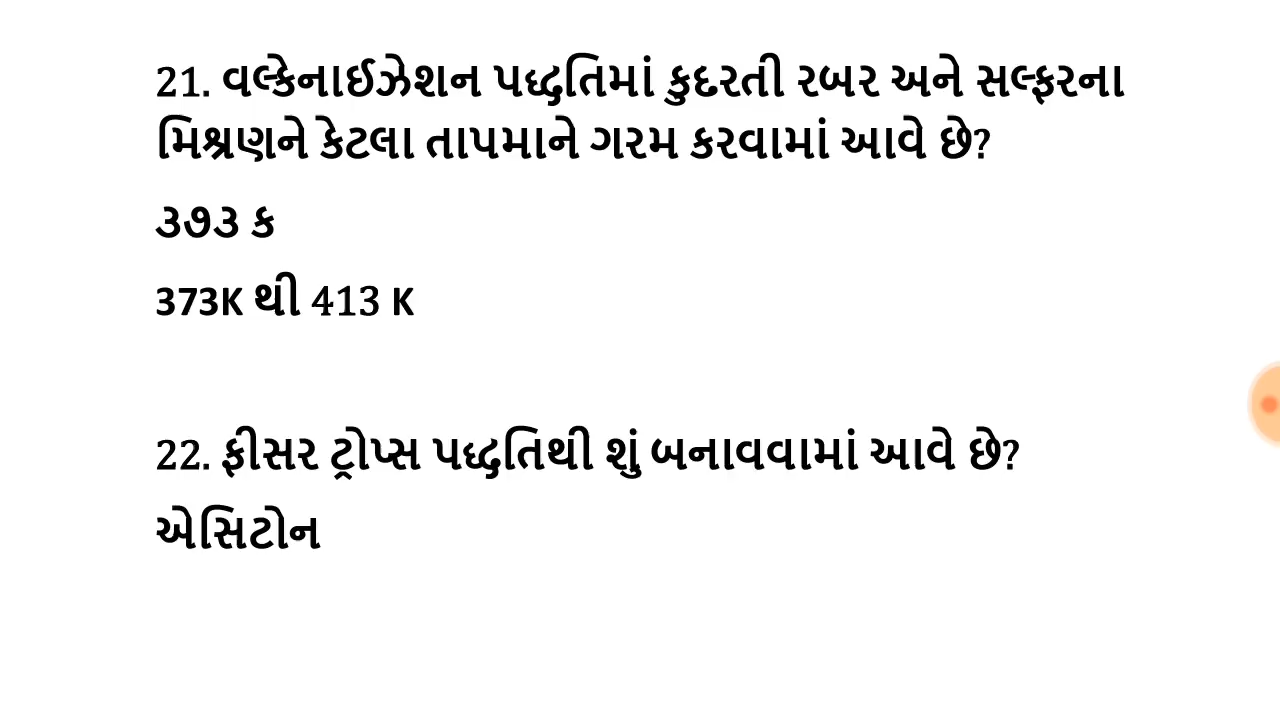 21. વલ્કેનાઈઝેશન પદ્ધતિમાં કુદરતી રબર અને સલ્ફરના
મિશ્રણને કેટલા તાપમાને ગરમ કરવામાં આવે છે?
૩૭૩ ક
373K થી 413 K
22. ફીસર ટ્રોપ્સ પદ્ધતિથી શું બનાવવામાં આવે છે?
એસિટોન